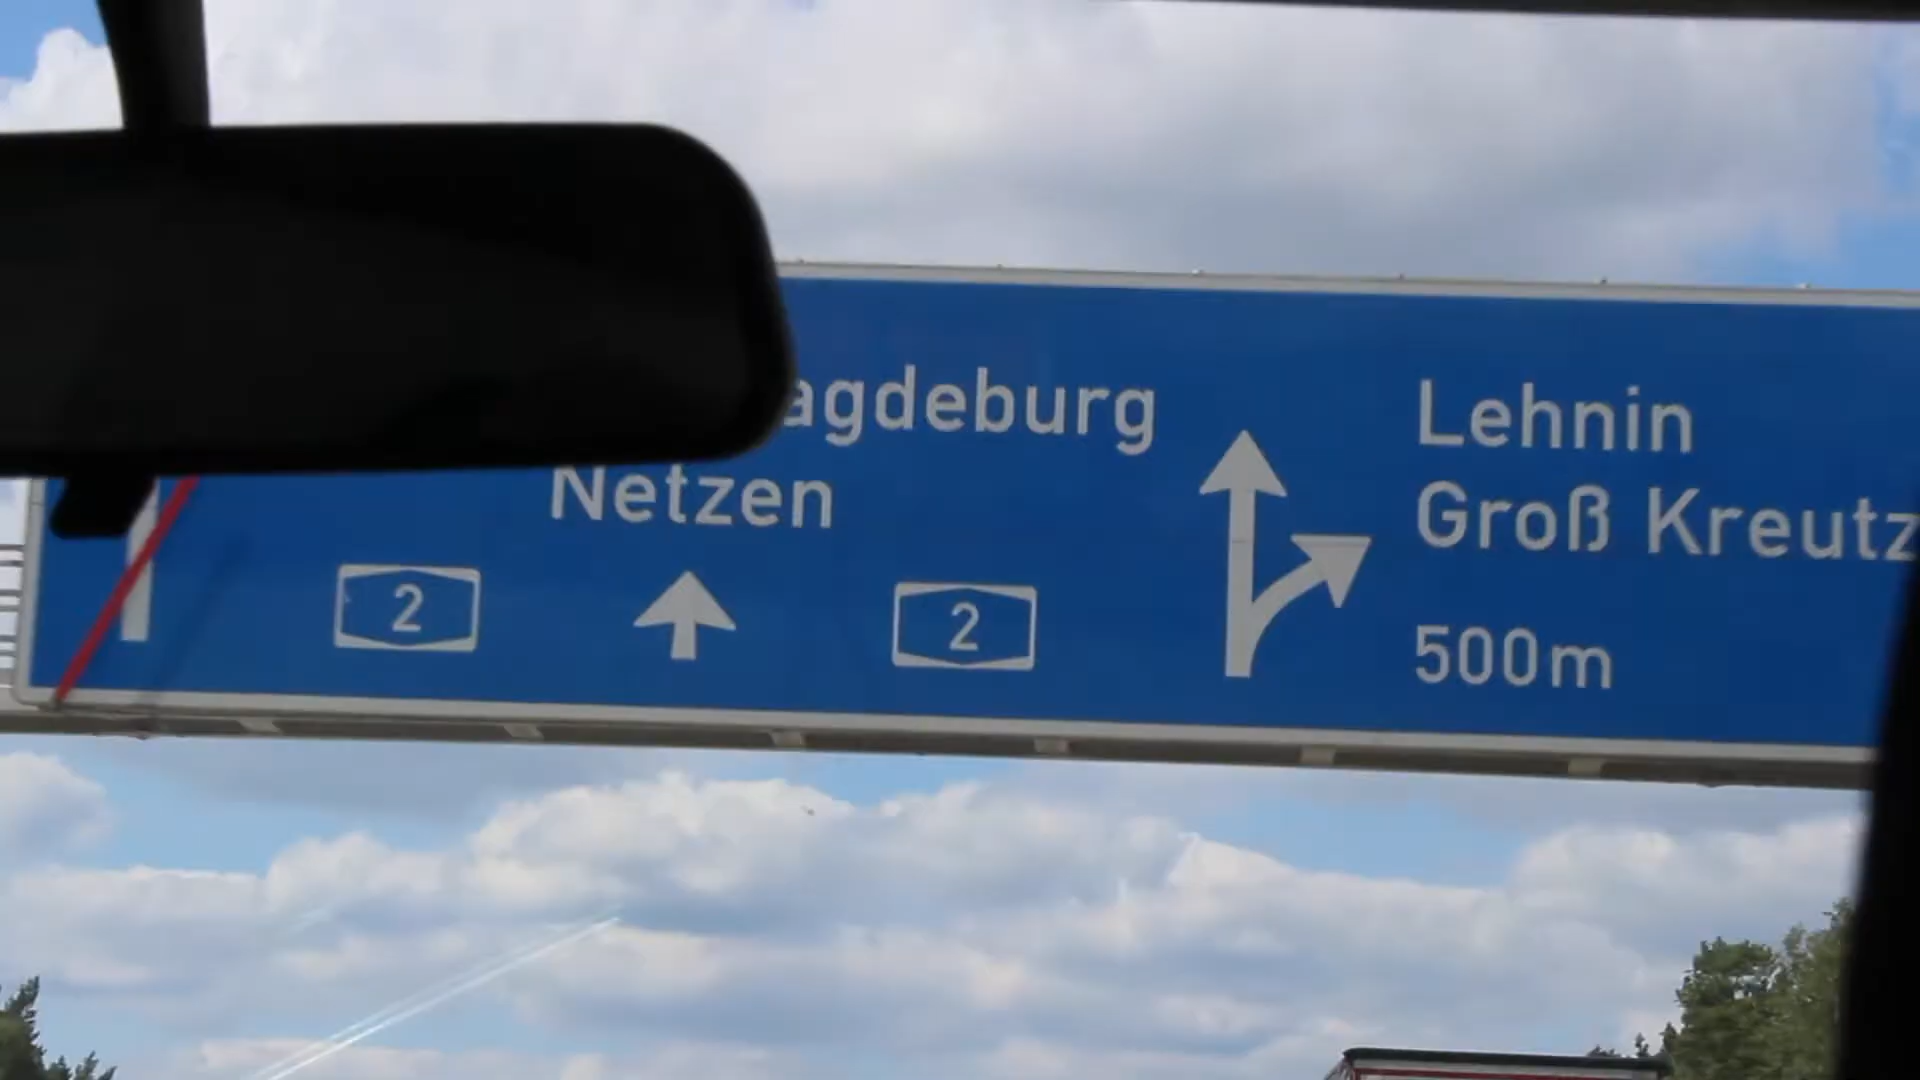 agdeburg
Netzen
2
2
Lehnin
Groß Kreutz
500m